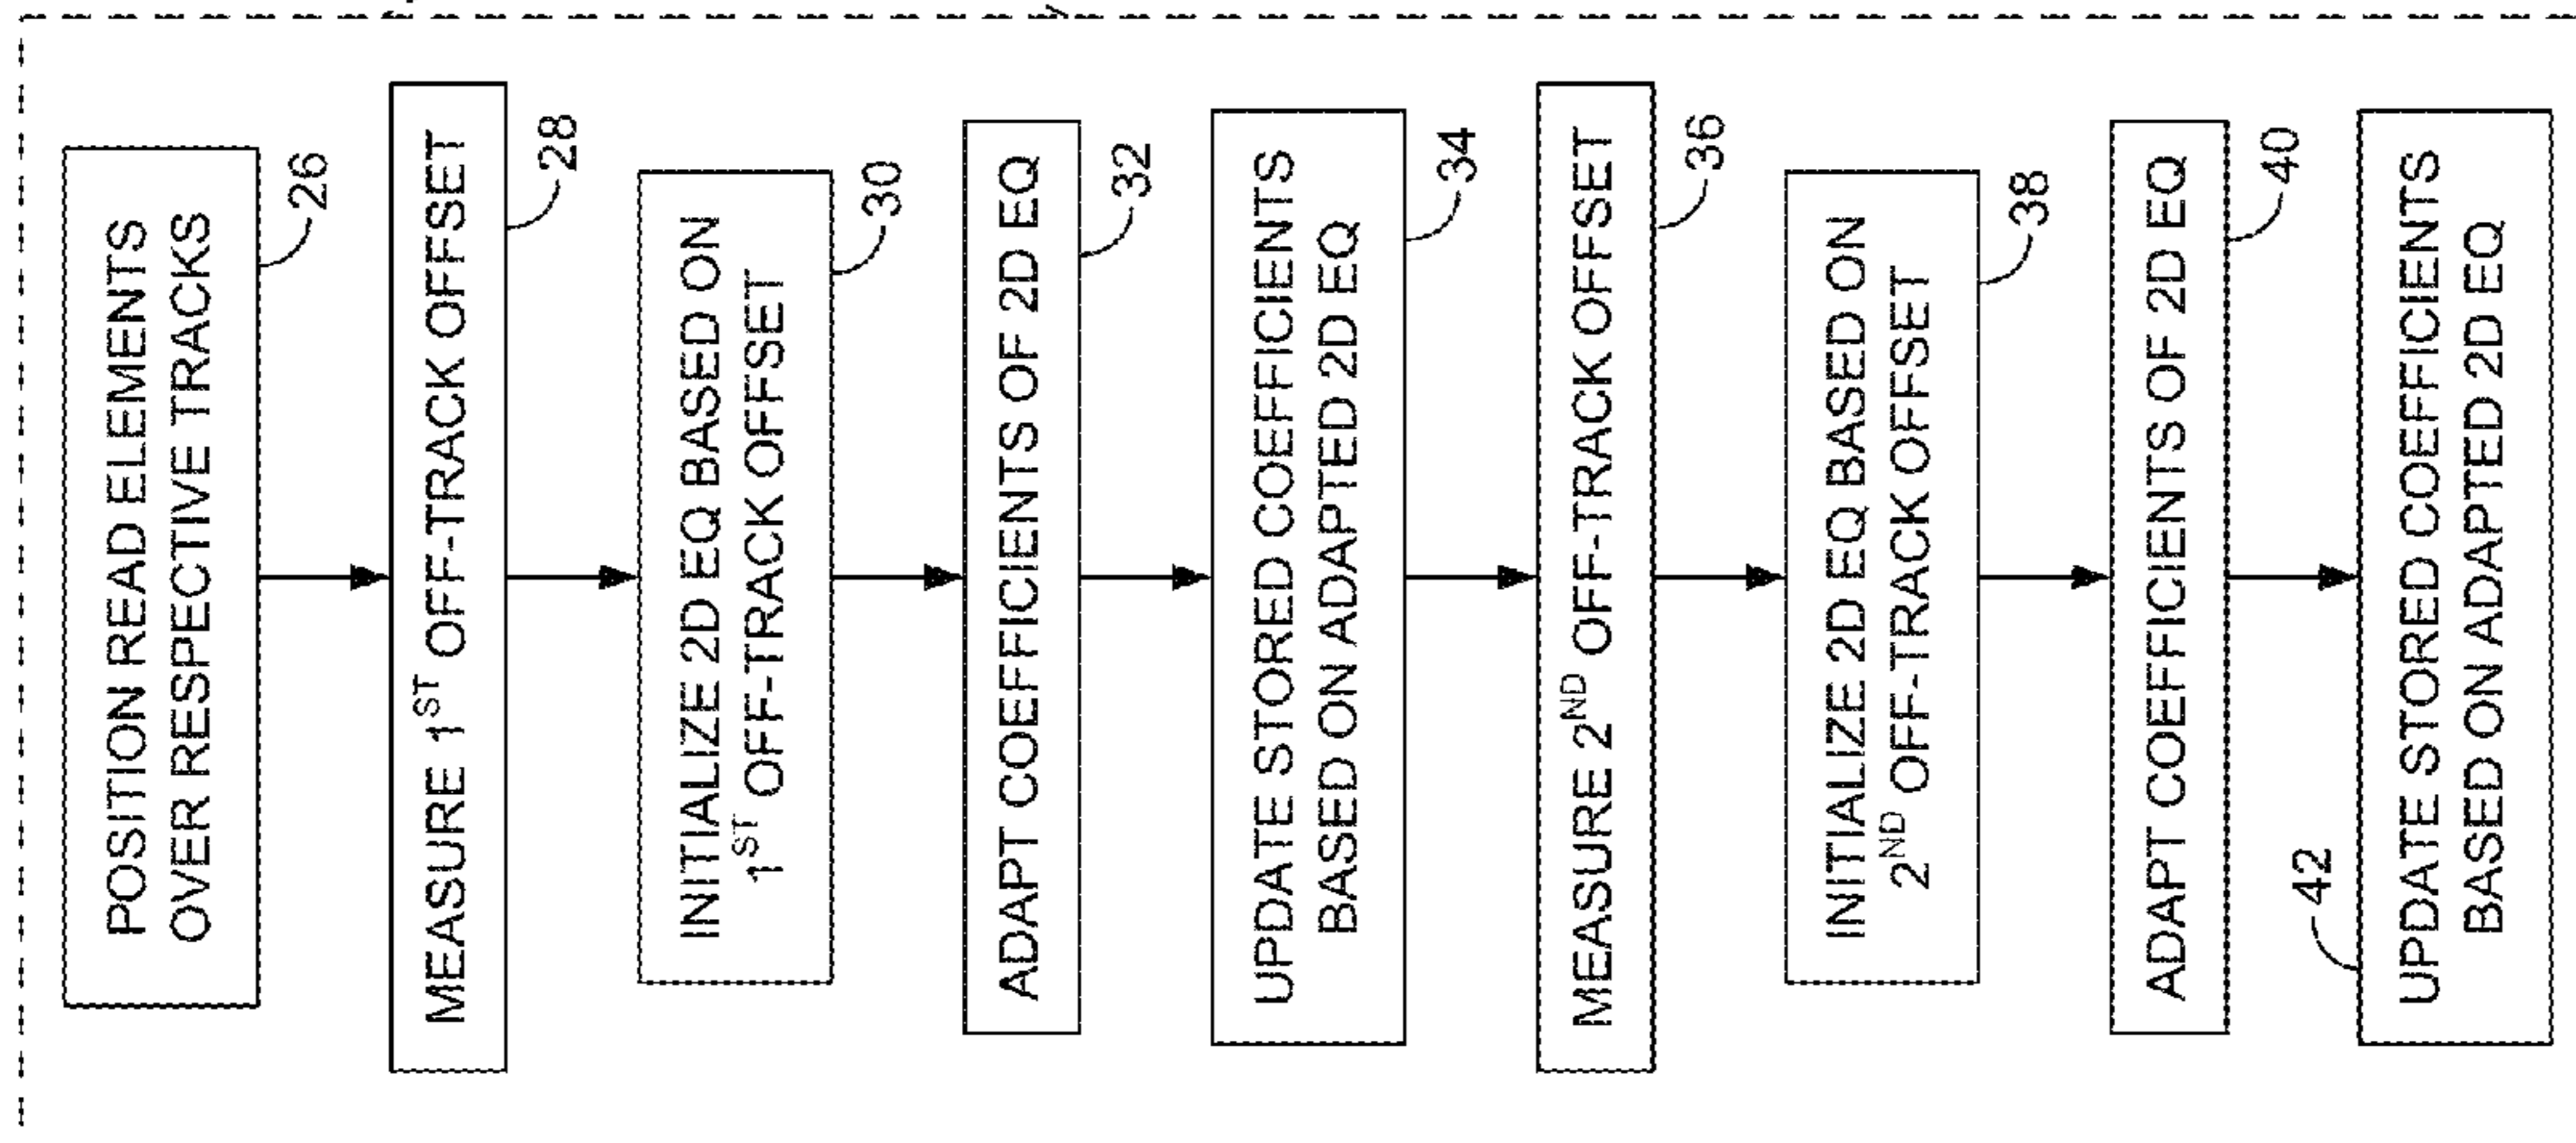 POSITION READ ELEMENTS
OVER RESPECTIVE TRACKS
26
MEASURE 1ST OFF-TRACK OFFSET
28
INITIALIZE 2D EQ BASED ON
1ST OFF-TRACK OFFSET
30
ADAPT COEFFICIENTS OF 2D EQ
32
UPDATE STORED COEFFICIENTS
BASED ON ADAPTED 2D EQ
34
MEASURE 2ND OFF-TRACK OFFSET
36
INITIALIZE 2D EQ BASED ON
2ND OFF-TRACK OFFSET
38
ADAPT COEFFICIENTS OF 2D EQ
40
42
UPDATE STORED COEFFICIENTS
BASED ON ADAPTED 2D EQ